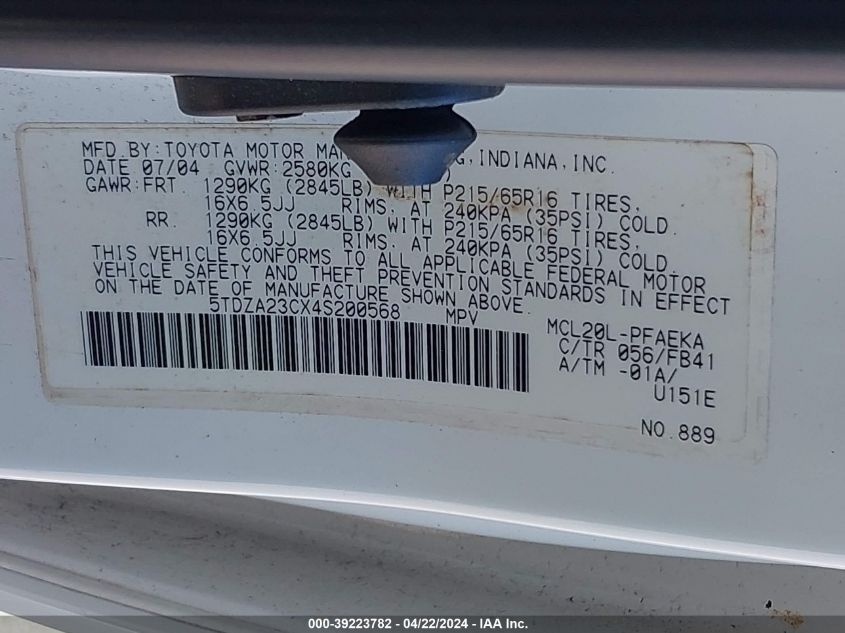 MFD BY:TOYOTA MOTOR MAN G,INDIANA,INC.
DATE 07/04 GVWR:2580KG )
GAWR:FRT. 1290KG (2845LB) WITH P215/65R16 TIRES,
16X6.5JJ RIMS, AT 240KPA (35PSI) COLD.
RR. 1290KG (2845LB) WITH P215/65R16 TIRES,
16X6.5JJ RIMS, AT 240KPA (35PSI) COLD
THIS VEHICLE CONFORMS TO ALL APPLICABLE FEDERAL MOTOR
VEHICLE SAFETY AND THEFT PREVENTION STANDARDS IN EFFECT
ON THE DATE OF MANUFACTURE SHOWN ABOVE.
5TDZA23CX4S200568 MPV
MCL20L-PFAEKA
C/TR 056/FB41
A/TM -01A/
U151E
NO.889
000-39223782 - 04/22/2024 - IAA Inc.